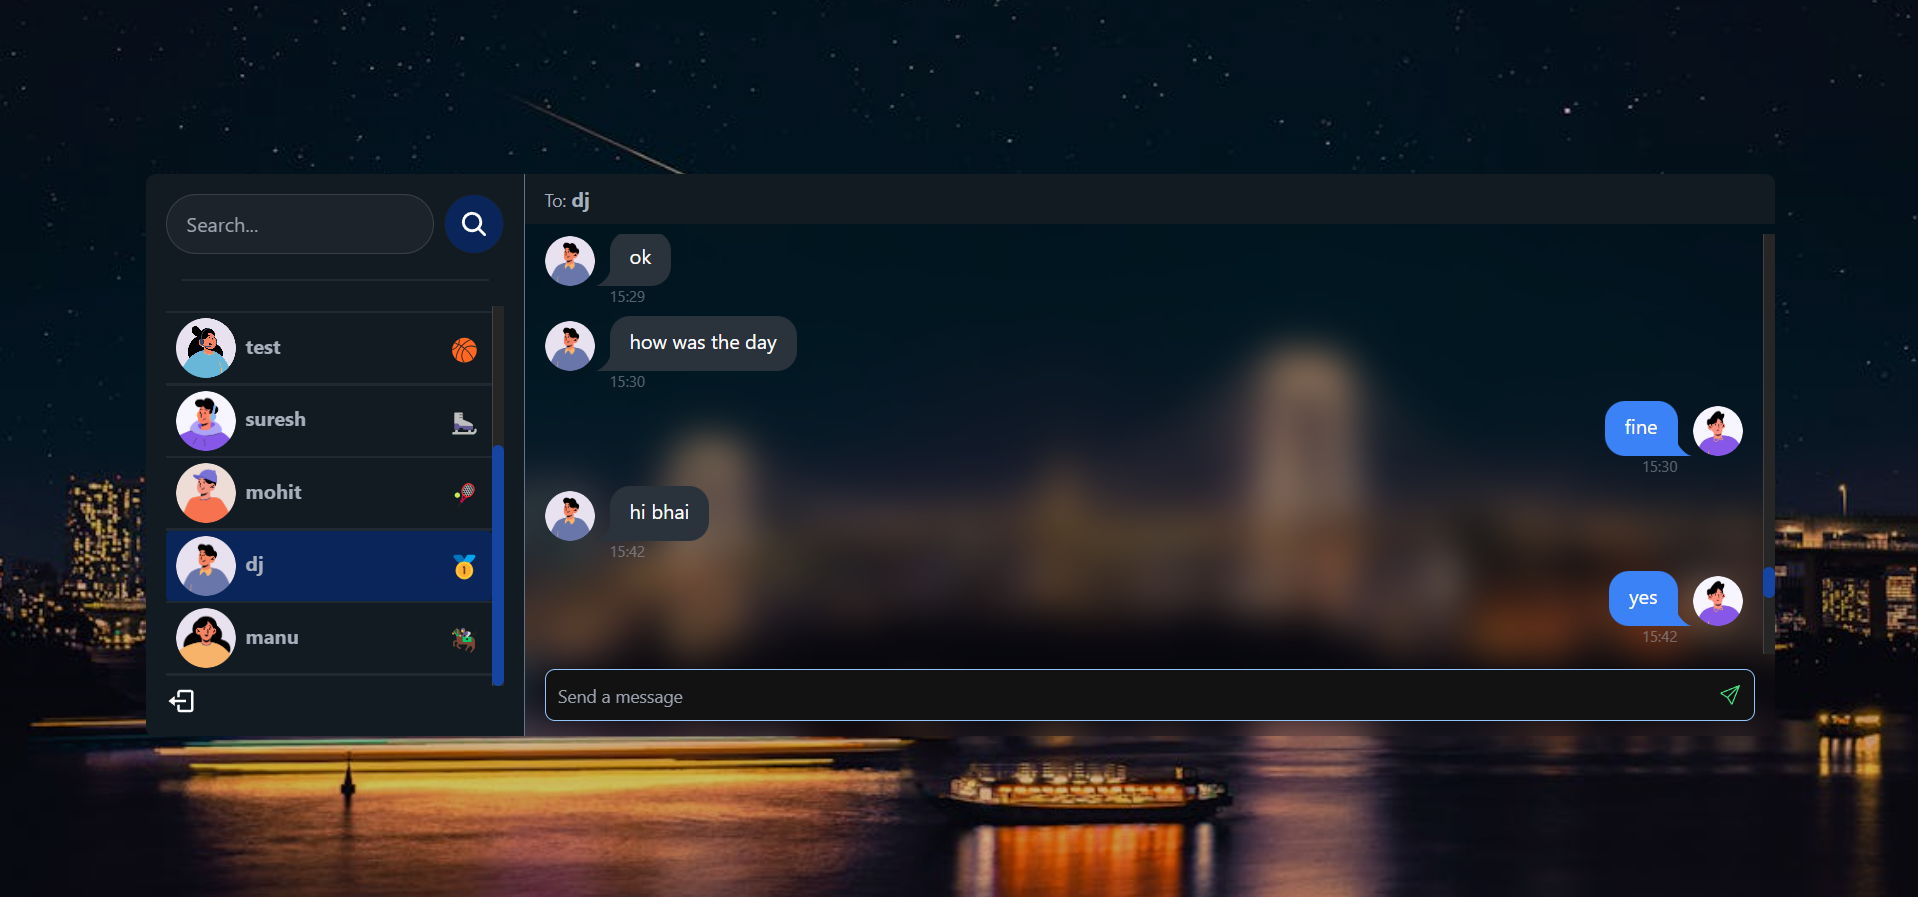 Search...
test
suresh
mohit
dj
manu
To: dj
ok
15:29
how was the day
15:30
fine
15:30
hi bhai
15:42
yes
15:42
Send a message